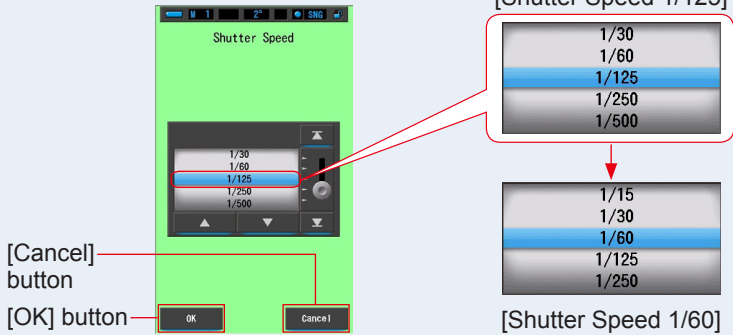 [Shutter Speed 1/125]
M 1 2° SNG
Shutter Speed
1/30
1/60
1/125
1/250
1/500
OK
Cancel
[Cancel]
button
[OK] button
1/30
1/60
1/125
1/250
1/500
1/15
1/30
1/60
1/125
1/250
[Shutter Speed 1/60]